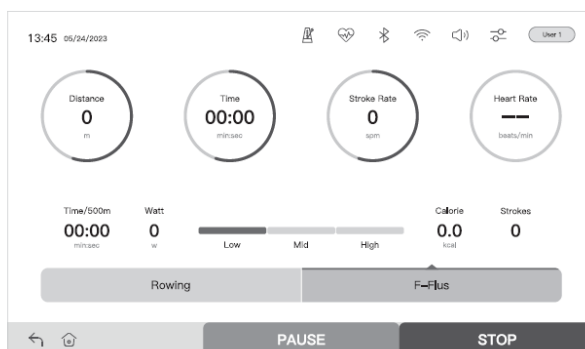 13:45 05/24/2023 User 1
Distance Time Stroke Rate Heart Rate
0 00:00 0 --
m min:sec spm beats/min
Time/500m Watt Calorie Strokes
00:00 0 0.0 0
min:sec w Low Mid High kcal
Rowing F-Flus
PAUSE STOP